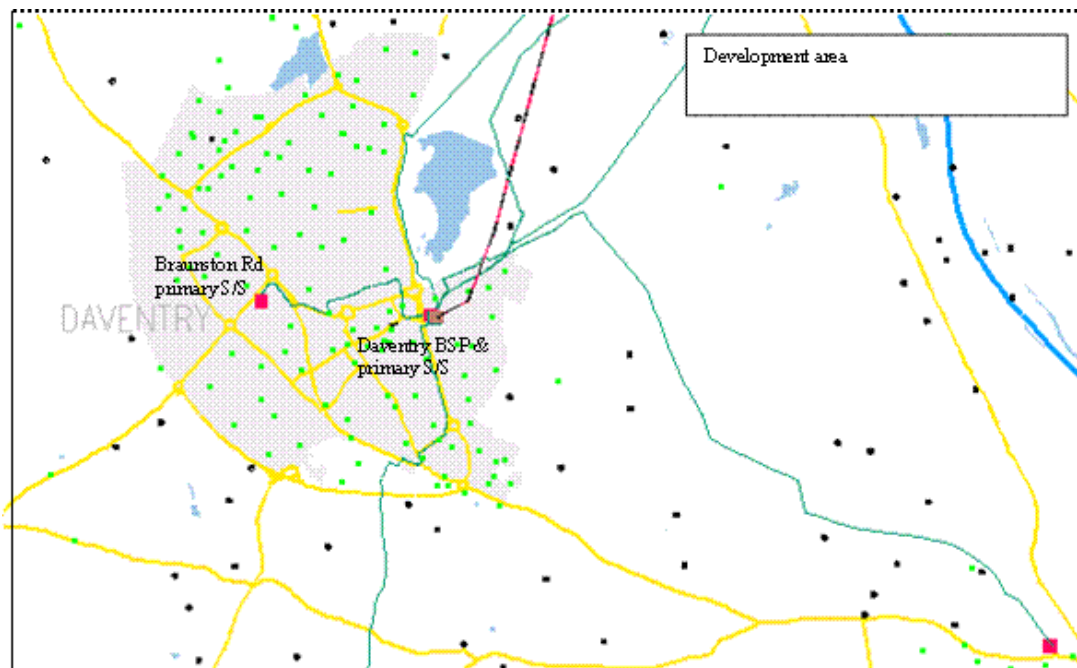 Development area
Braunston Rd
primary S/S
DAVENTRY
Daventry BSP &
primary S/S